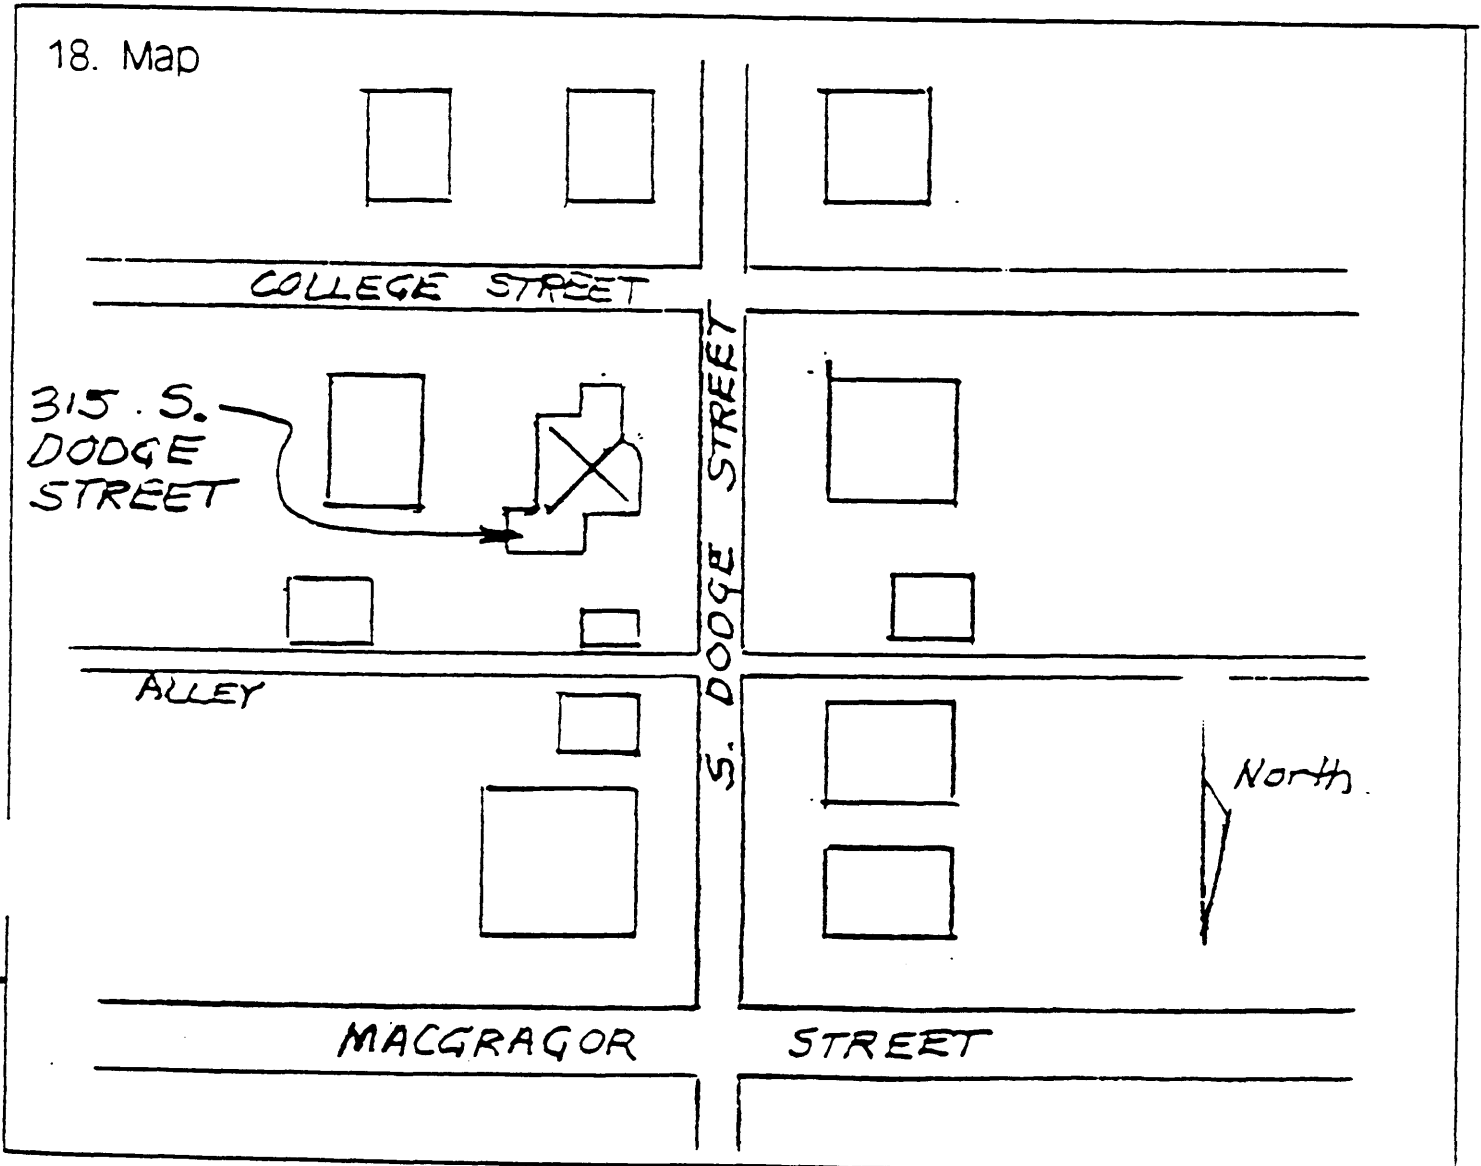 18. Map
COLLEGE STREET
315. S.
DODGE
STREET
S. DODGE STREET
ALLEY
North
MACGRAGOR STREET